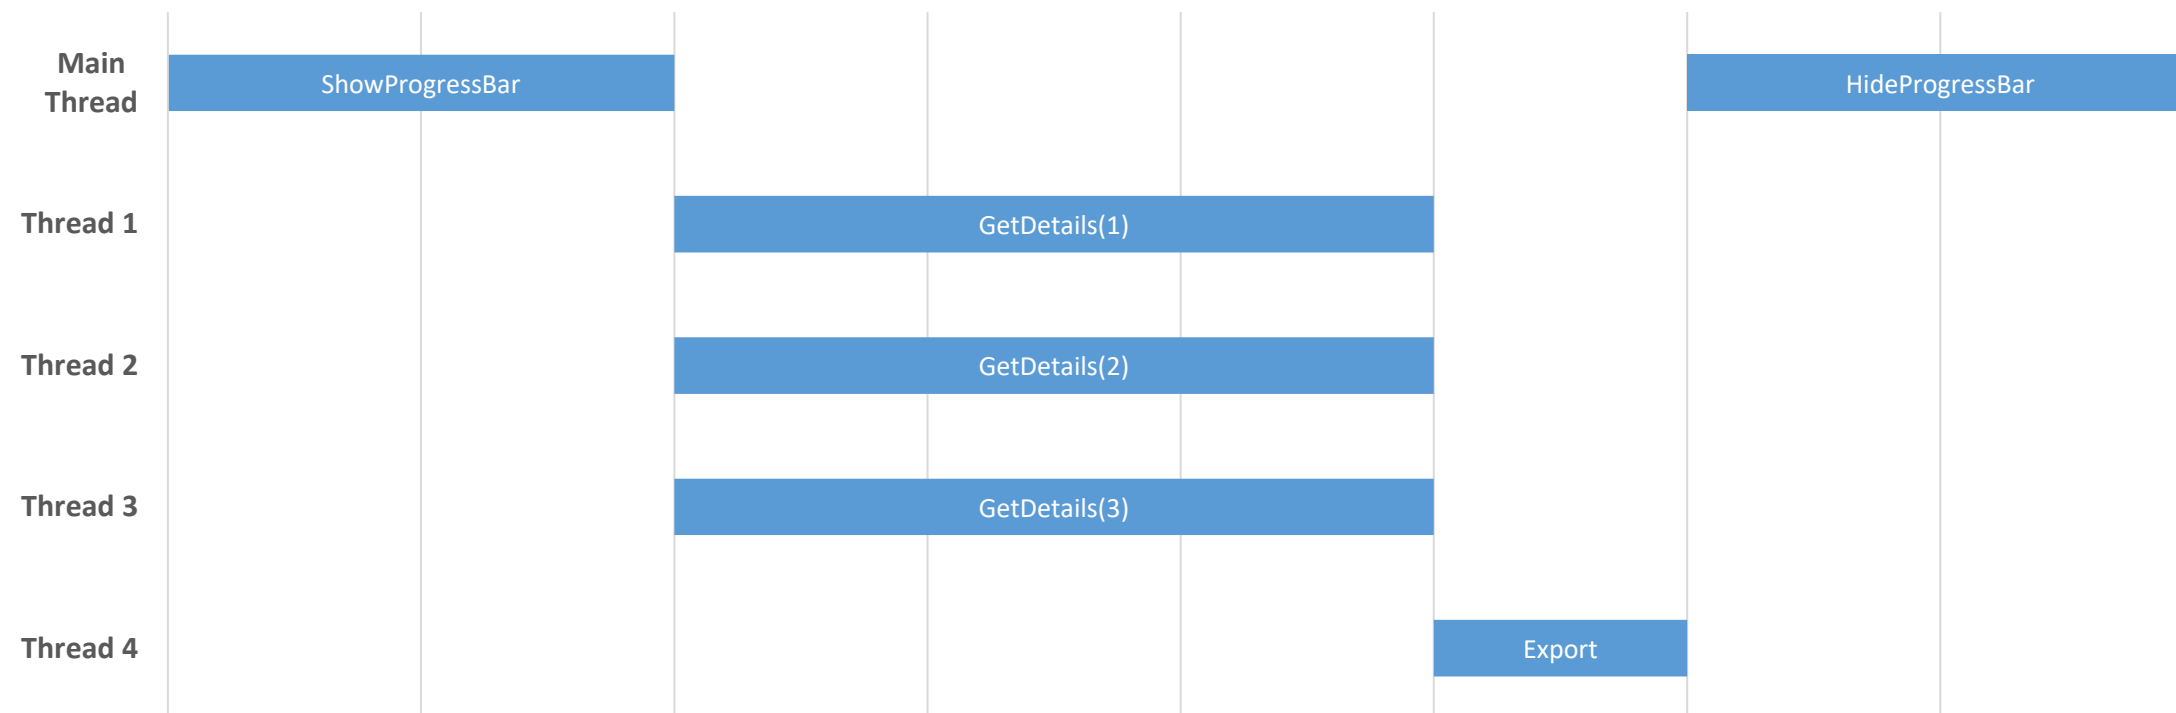 Main
Thread
ShowProgressBar
HideProgressBar
Thread 1
GetDetails(1)
Thread 2
GetDetails(2)
Thread 3
GetDetails(3)
Thread 4
Export